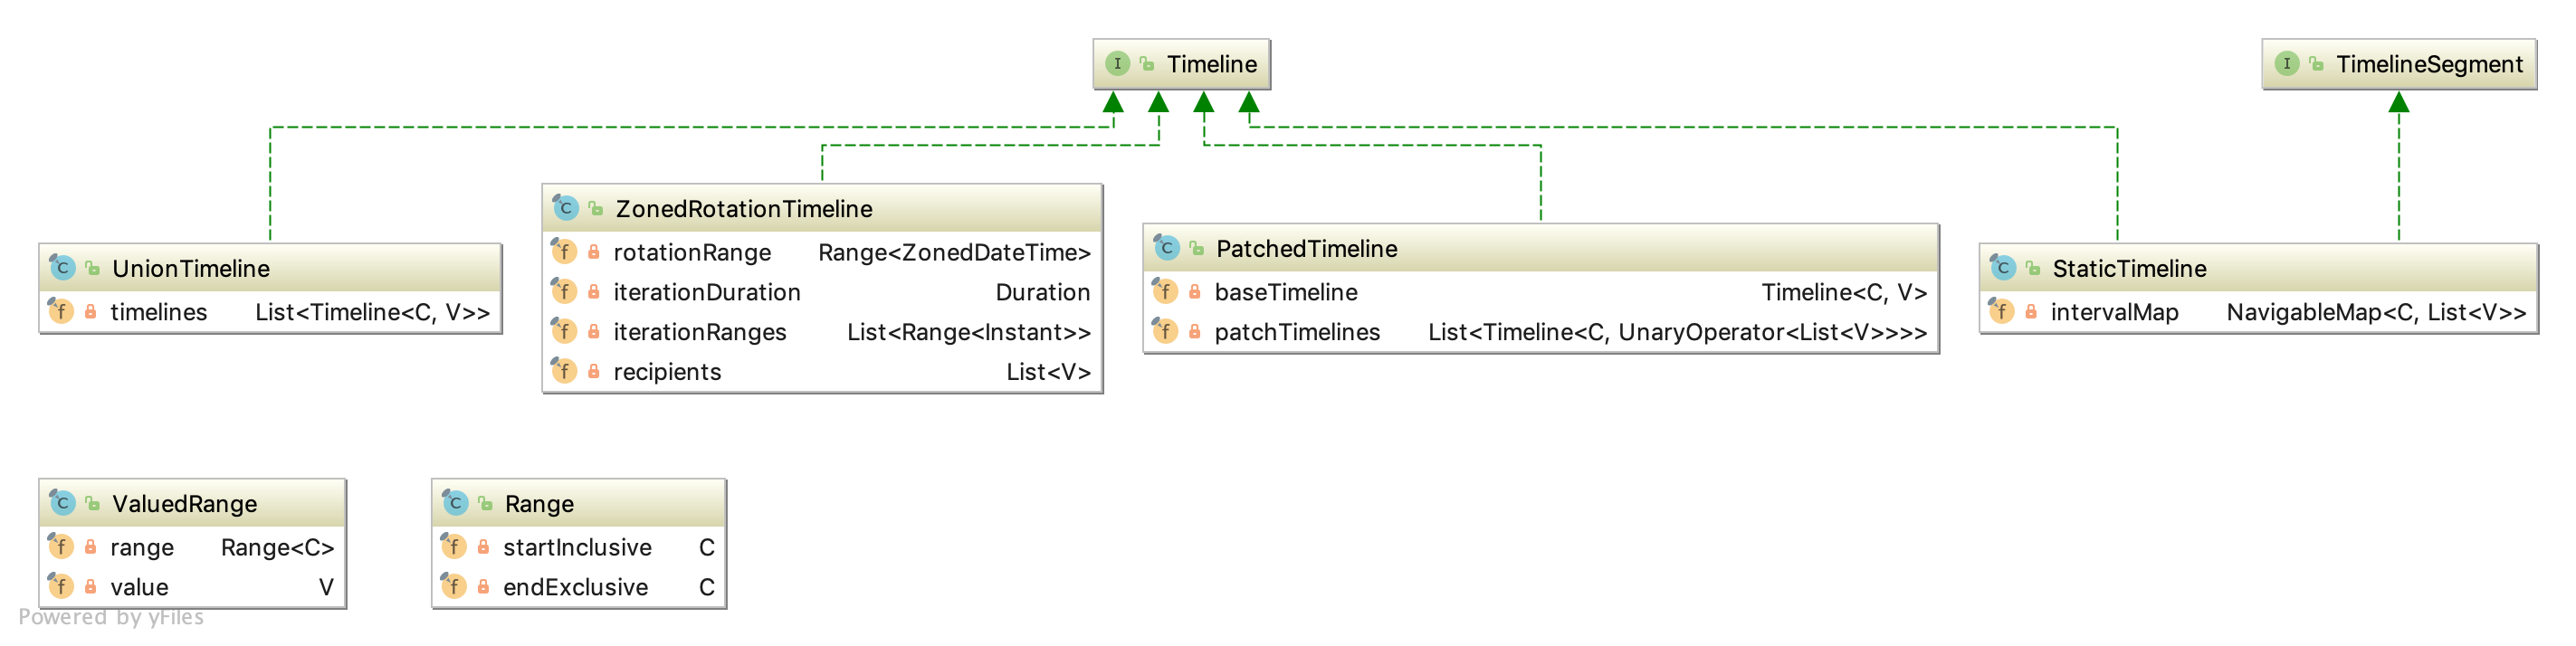 Timeline
TimelineSegment
UnionTimeline
timelines List<Timeline<C, V>>
ZonedRotationTimeline
rotationRange Range<ZonedDateTime>
iterationDuration Duration
iterationRanges List<Range<Instant>>
recipients List<V>
PatchedTimeline
baseTimeline Timeline<C, V>
patchTimelines List<Timeline<C, UnaryOperator<List<V>>>>
StaticTimeline
intervalMap NavigableMap<C, List<V>>
ValuedRange
range Range<C>
value V
Range
startInclusive C
endExclusive C
Powered by yFiles